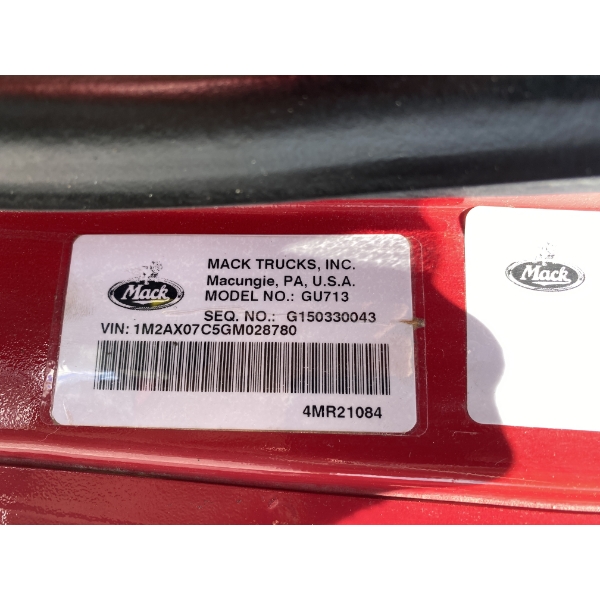 Mack
MACK TRUCKS, INC.
Macungie, PA, U.S.A.
MODEL NO.: GU713
SEQ. NO.: G150330043
VIN: 1M2AX07C5GM028780
4MR21084
Mack